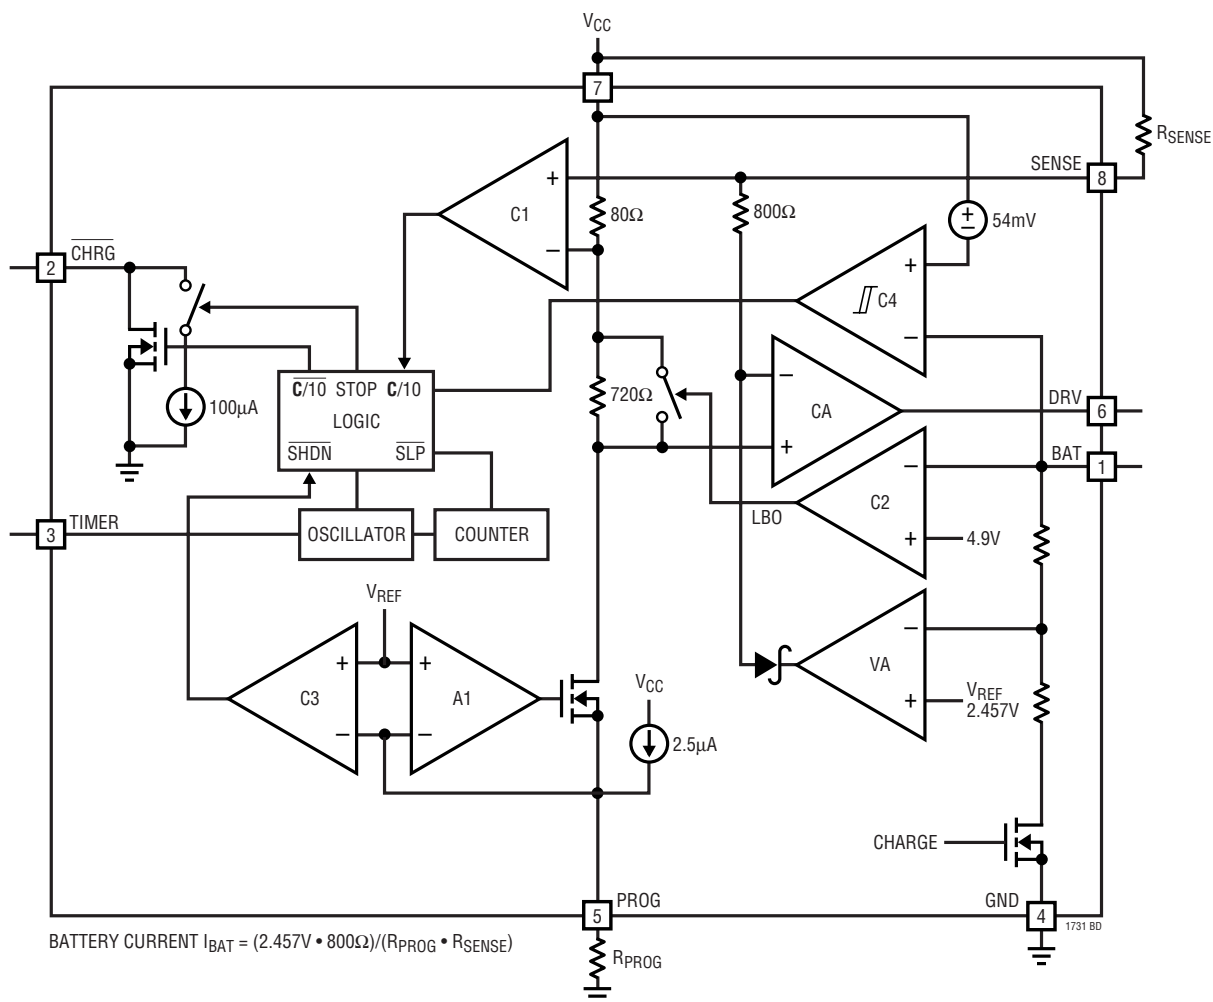 VCC
7
RSENSE
SENSE
8
+
C1
−
80Ω
800Ω
+
−
54mV
2
CHRG
+
C4
−
C/10 STOP C/10
LOGIC
SHDN SLP
100µA
720Ω
−
CA
+
DRV
6
BAT
1
−
C2
+
LBO
4.9V
3
TIMER
OSCILLATOR
COUNTER
VREF
+
C3
−
+
A1
−
VCC
2.5µA
−
VA
+
VREF
2.457V
CHARGE
PROG
5
GND
4
1731 BD
BATTERY CURRENT IBAT = (2.457V • 800Ω)/(RPROG • RSENSE)
RPROG